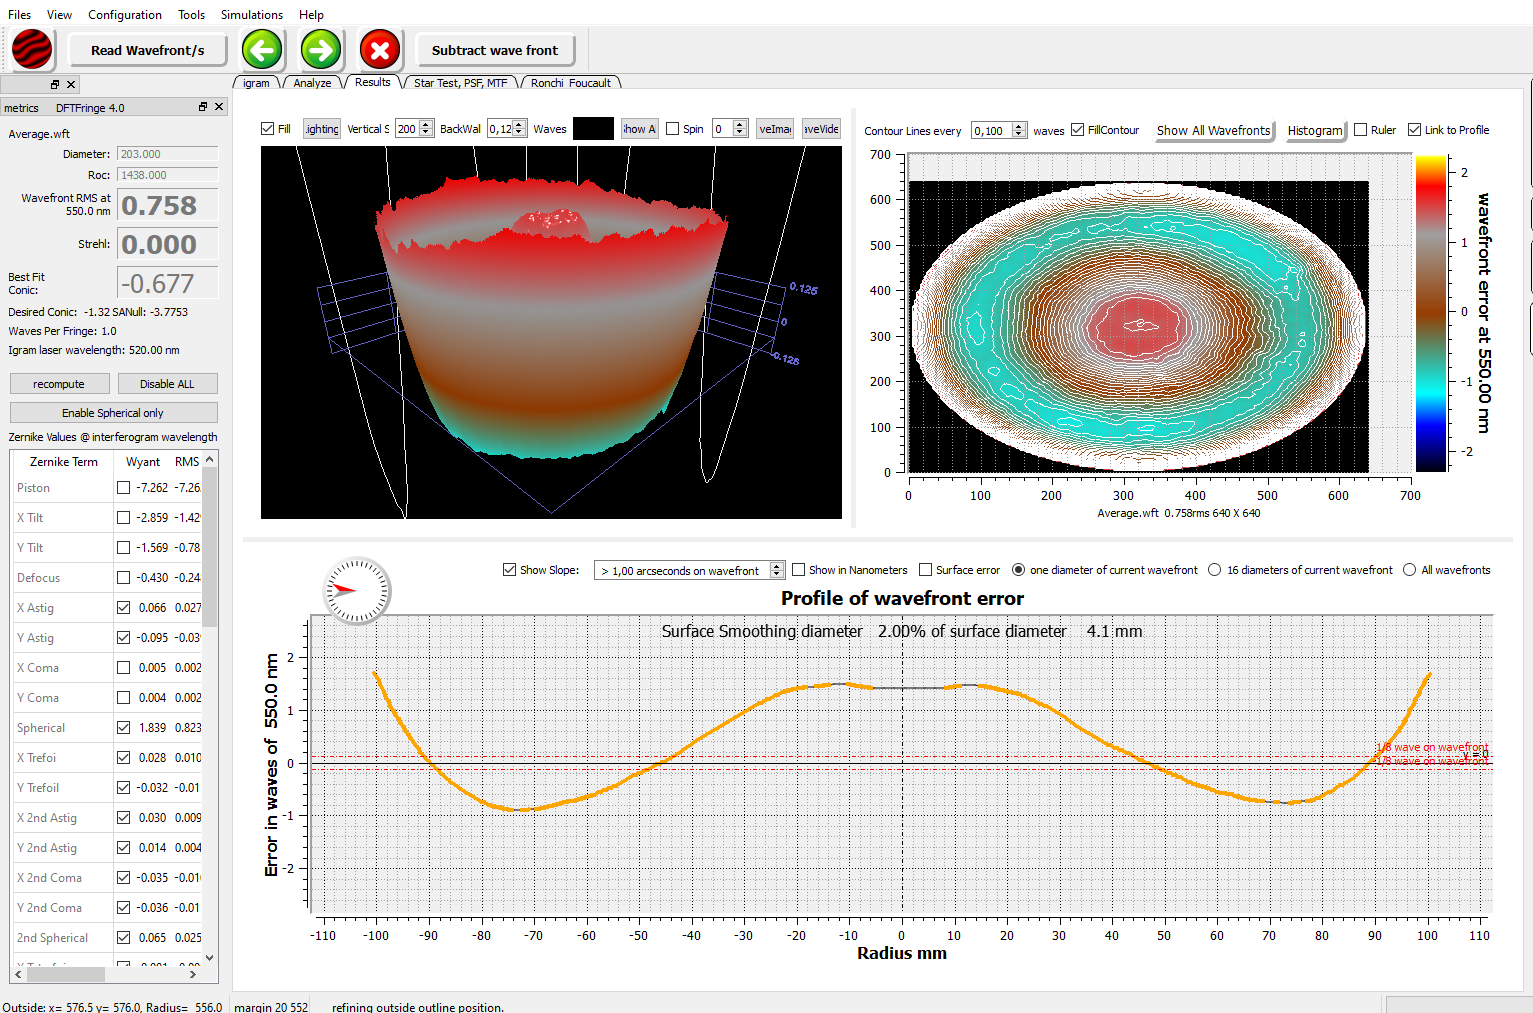 Files View Configuration Tools Simulations Help
Read Wavefront/s Subtract wave front
igram Analyze Results Star Test, PSF, MTF Ronchi Foucault
metrics DFTFringe 4.0
Average.wft
Diameter: 203.000
Roc: 1438.000
Wavefront RMS at
550.0 nm 0.758
Strehl: 0.000
Best Fit
Conic: -0.677
Desired Conic: -1.32 SANull: -3.7753
Waves Per Fringe: 1.0
Igram laser wavelength: 520.00 nm
recompute Disable ALL
Enable Spherical only
Zernike Values @ interferogram wavelength
Zernike Term Wyant RMS
Piston -7.262 -7.26
X Tilt -2.859 -1.42
Y Tilt -1.569 -0.78
Defocus -0.430 -0.24
X Astig 0.066 0.027
Y Astig -0.095 -0.03
X Coma 0.005 0.002
Y Coma 0.004 0.002
Spherical 1.839 0.823
X Trefoi 0.028 0.010
Y Trefoil -0.032 -0.01
X 2nd Astig 0.030 0.009
Y 2nd Astig 0.014 0.004
X 2nd Coma -0.035 -0.01
Y 2nd Coma -0.036 -0.01
2nd Spherical 0.065 0.025
Fill ighting Vertical S 200 BackWal 0,12 Waves how A Spin 0 veIma aveVide
0.125
0
-0.125
Contour Lines every 0,100 waves FillContour Show All Wavefronts Histogram Ruler Link to Profile
700
600
500
400
300
200
100
0
0 100 200 300 400 500 600 700
Average.wft 0.758rms 640 X 640
2
1
0
-1
-2
wavefront error at 550.00 nm
Show Slope: > 1,00 arcseconds on wavefront Show in Nanometers Surface error one diameter of current wavefront 16 diameters of current wavefront All wavefronts
Profile of wavefront error
Surface Smoothing diameter 2.00% of surface diameter 4.1 mm
Error in waves of 550.0 nm
2
1
0
-1
-2
1/8 wave on wavefront
y = 0
-1/8 wave on wavefront
-110 -100 -90 -80 -70 -60 -50 -40 -30 -20 -10 0 10 20 30 40 50 60 70 80 90 100 110
Radius mm
Outside: x= 576.5 y= 576.0, Radius= 556.0 margin 20 552 refining outside outline position.